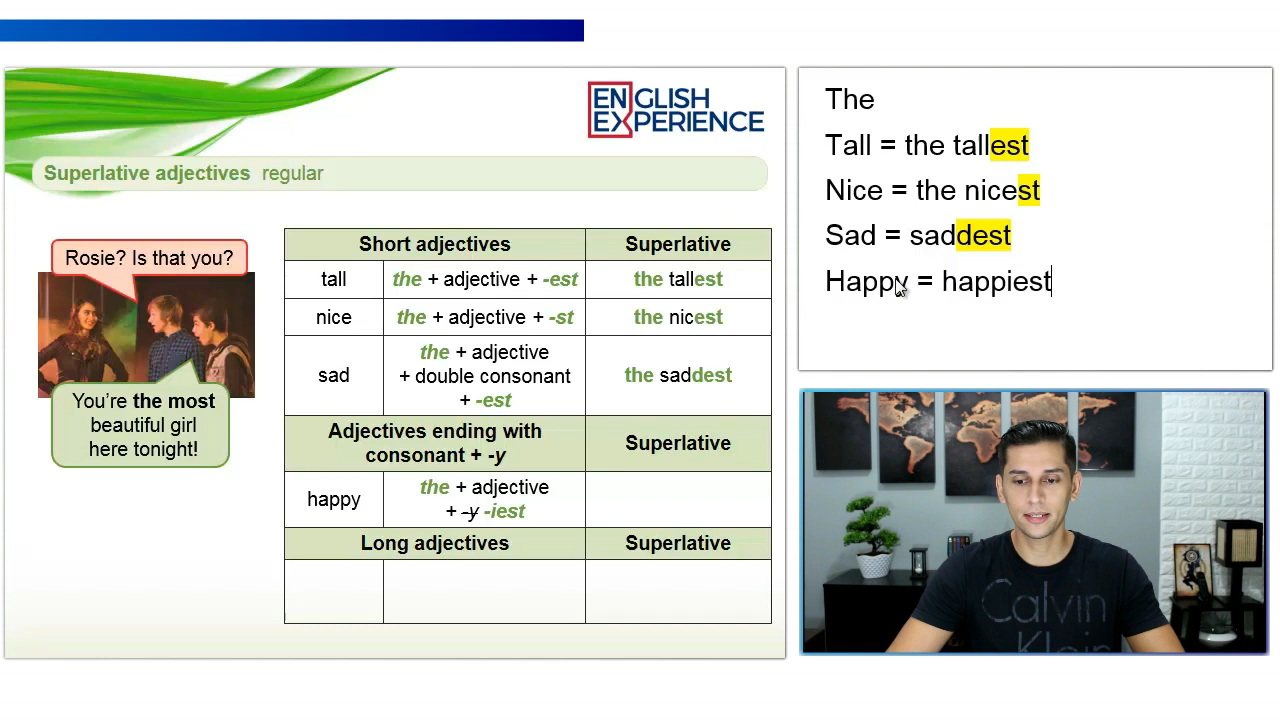 ENGLISH
EXPERIENCE
Superlative adjectives regular
Rosie? Is that you?
You're the most
beautiful girl
here tonight!
Short adjectives Superlative
tall the + adjective + -est the tallest
nice the + adjective + -st the nicest
sad the + adjective
+ double consonant
+ -est the saddest
Adjectives ending with
consonant + -y Superlative
happy the + adjective
+ -y -iest
Long adjectives Superlative
The
Tall = the tallest
Nice = the nicest
Sad = saddest
Happy = happiest
Calvin
Klein